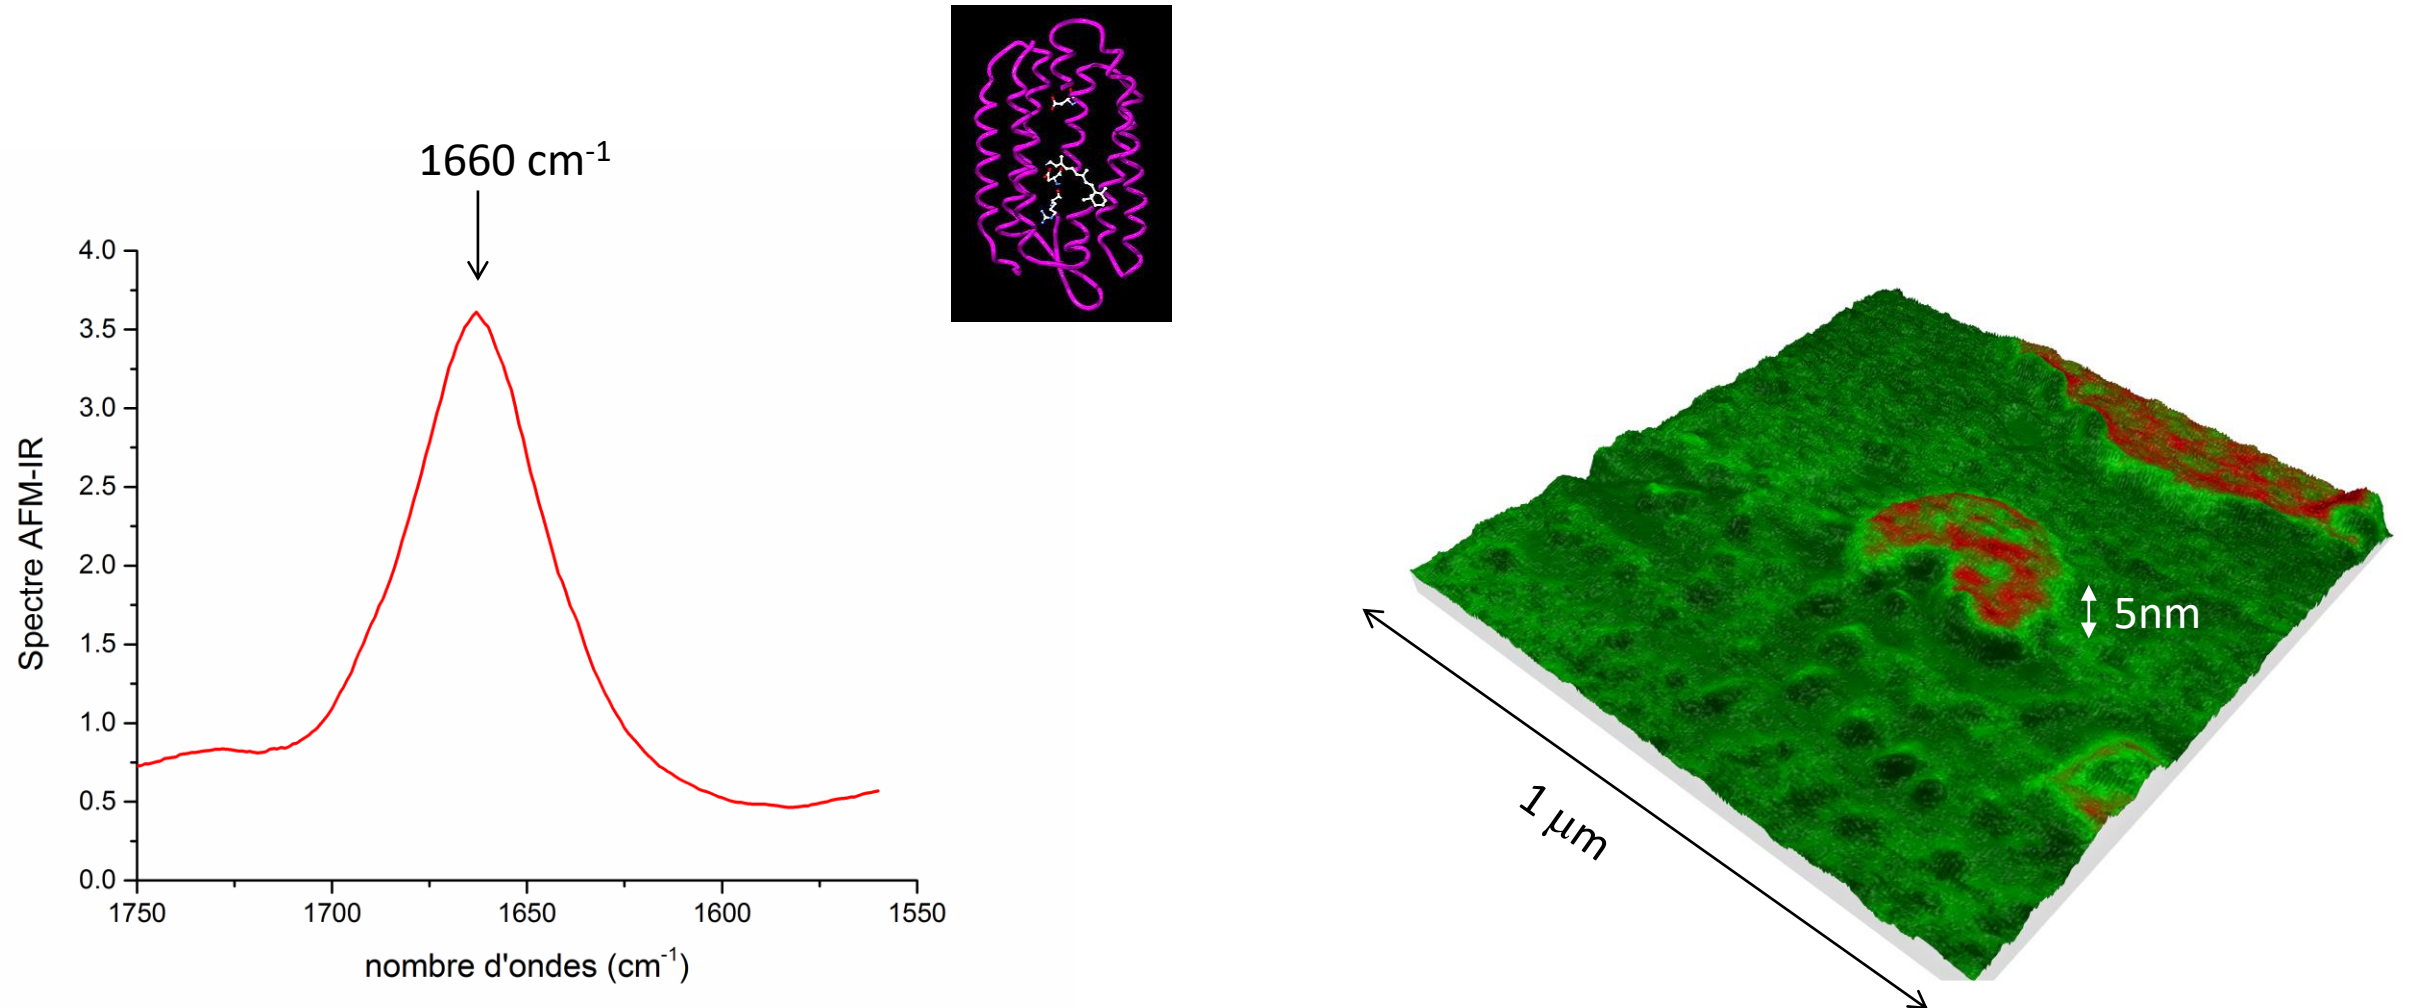 1660 cm⁻¹
4.0
3.5
3.0
2.5
2.0
1.5
1.0
0.5
0.0
Spectre AFM-IR
1750 1700 1650 1600 1550
nombre d'ondes (cm⁻¹)
5nm
1 μm